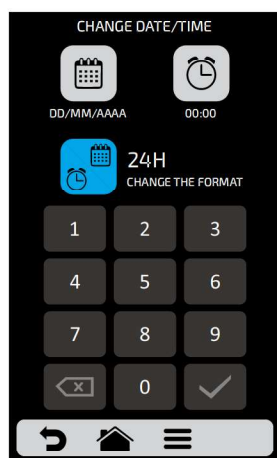 CHANGE DATE/TIME
DD/MM/AAAA 00:00
24H
CHANGE THE FORMAT
1 2 3
4 5 6
7 8 9
0